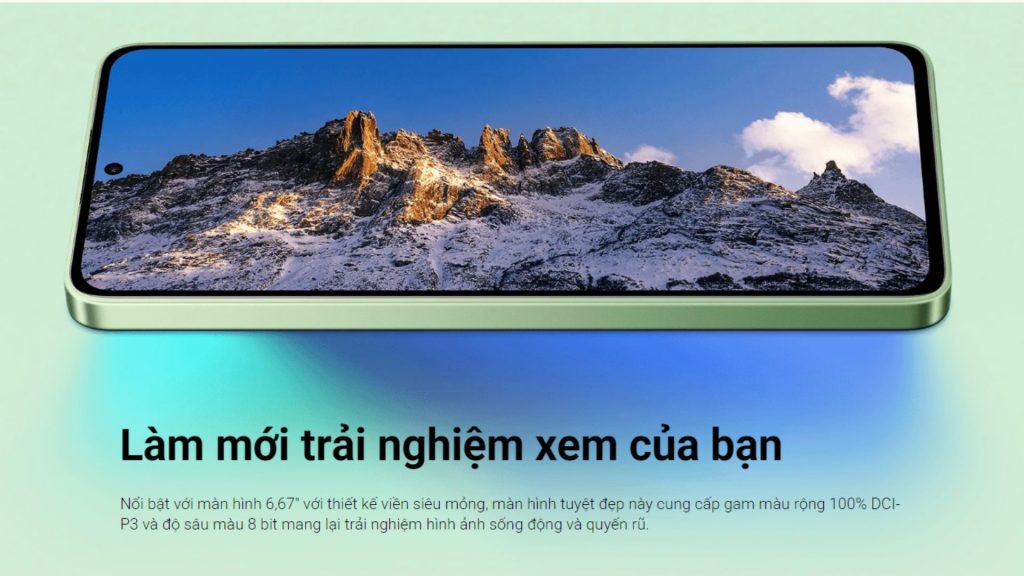 Làm mới trải nghiệm xem của bạn
Nổi bật với màn hình 6,67" với thiết kế viền siêu mỏng, màn hình tuyệt đẹp này cung cấp gam màu rộng 100% DCI-
P3 và độ sâu màu 8 bit mang lại trải nghiệm hình ảnh sống động và quyến rũ.